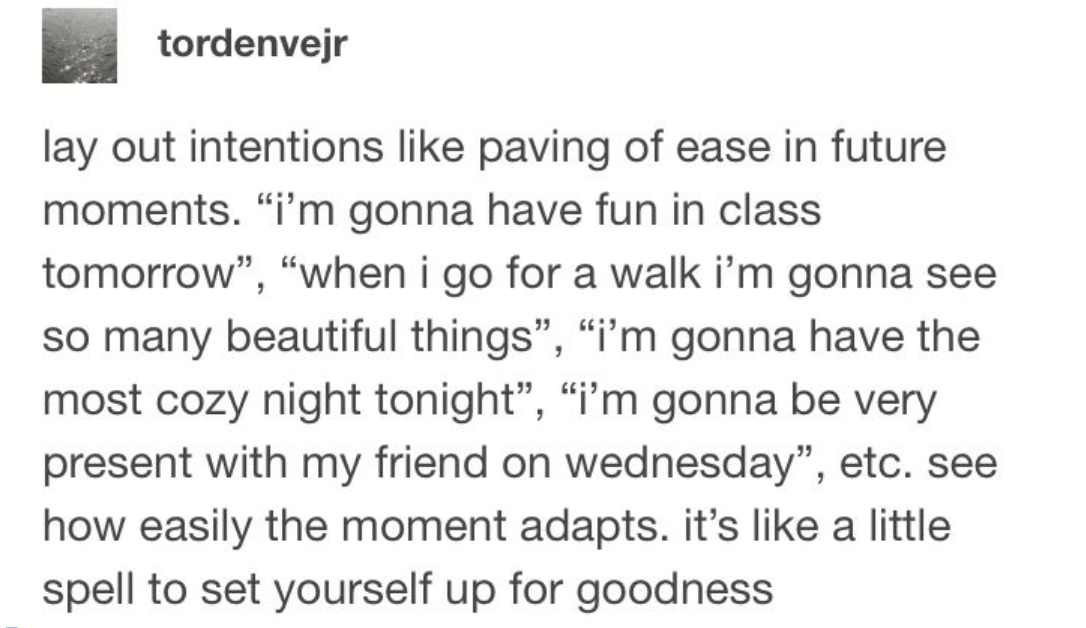 tordenvejr
lay out intentions like paving of ease in future
moments. “i’m gonna have fun in class
tomorrow”, “when i go for a walk i’m gonna see
so many beautiful things”, “i’m gonna have the
most cozy night tonight”, “i’m gonna be very
present with my friend on wednesday”, etc. see
how easily the moment adapts. it’s like a little
spell to set yourself up for goodness